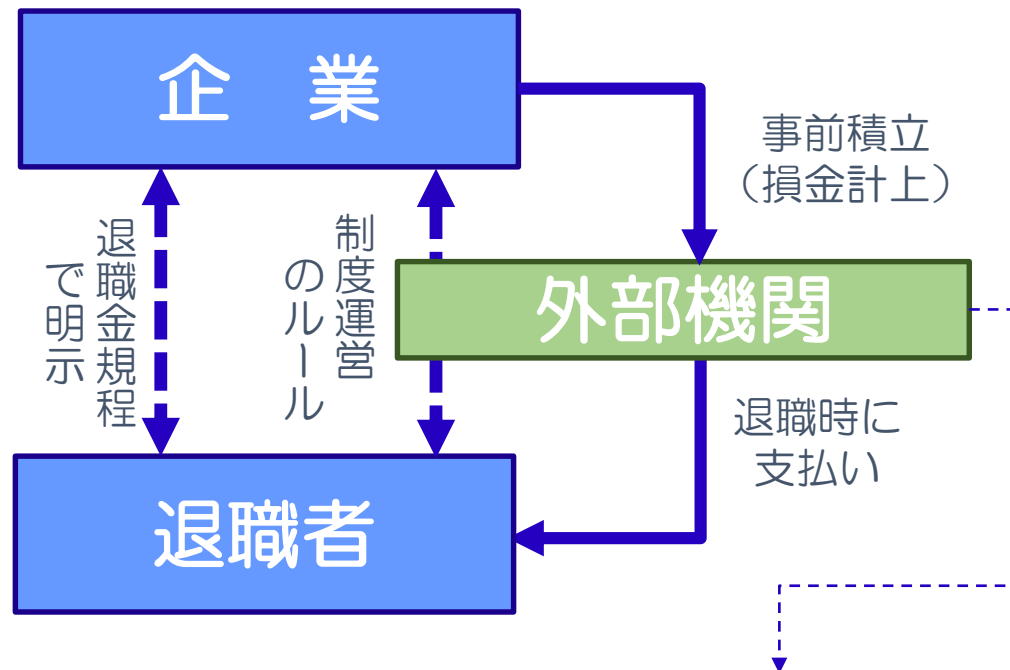 企　業
事前積立
（損金計上）
退職金規程
で明示
制度運営
のルール
外部機関
退職時に
支払い
退職者